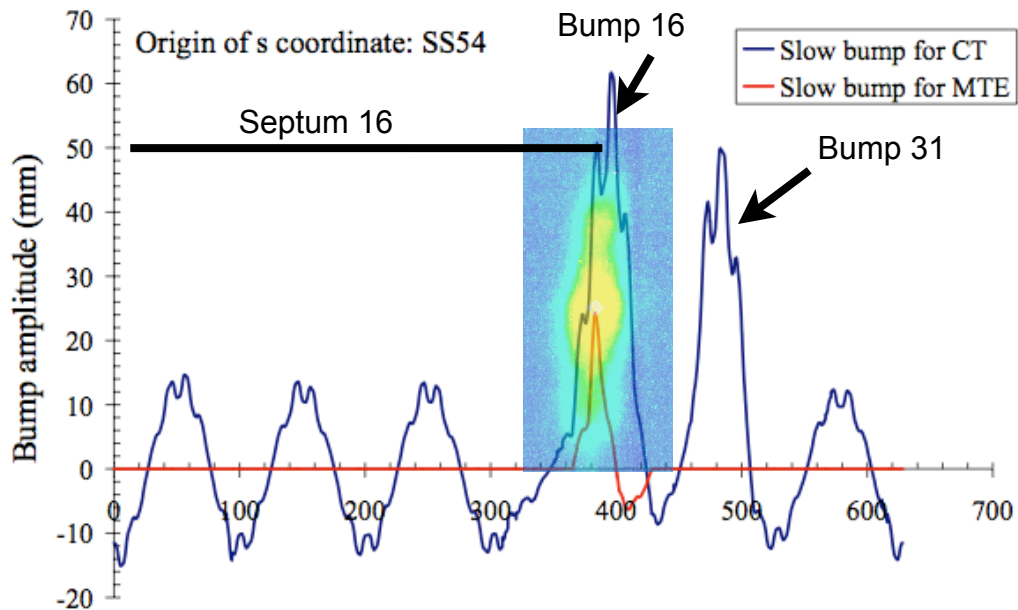 70
60
50
40
30
20
10
0
-10
-20
Bump amplitude (mm)
Origin of s coordinate: SS54
Bump 16
Slow bump for CT
Slow bump for MTE
Septum 16
Bump 31
0 100 200 300 400 500 600 700